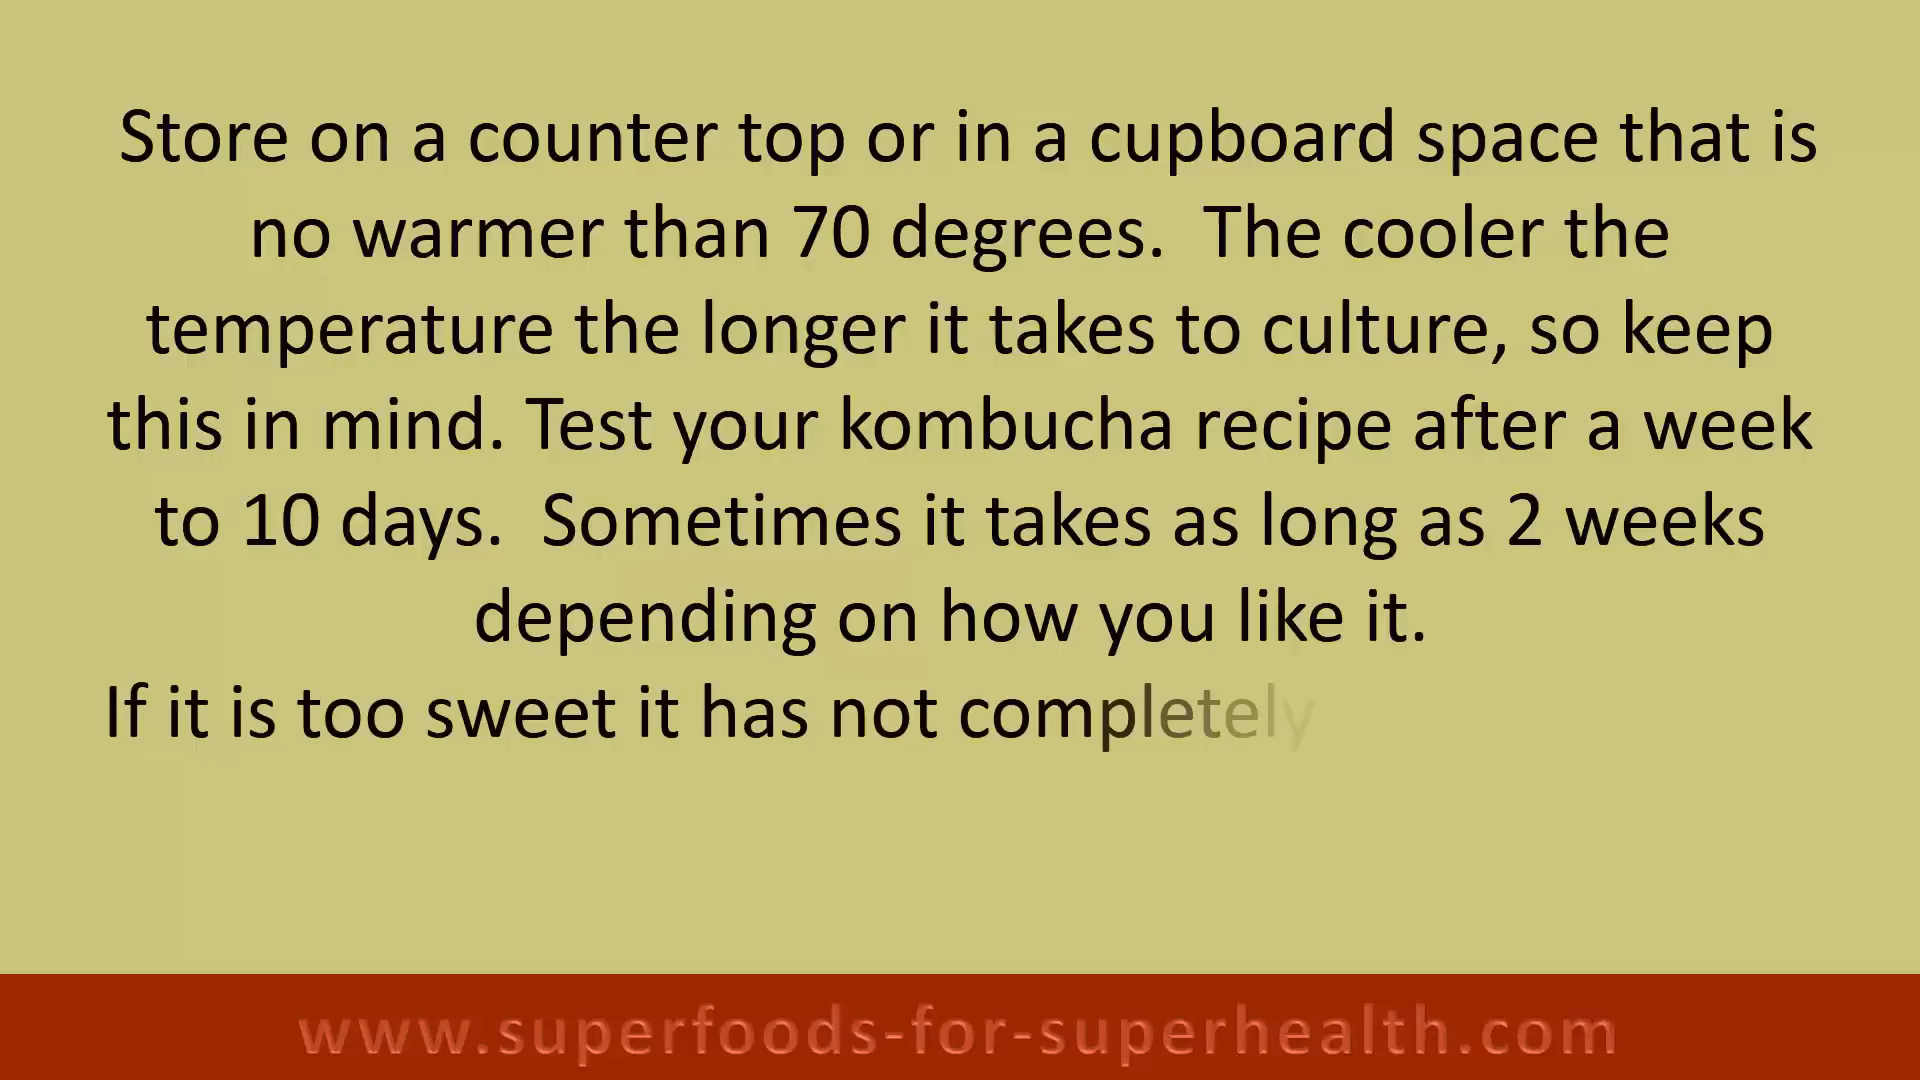 Store on a counter top or in a cupboard space that is
no warmer than 70 degrees.  The cooler the
temperature the longer it takes to culture, so keep
this in mind. Test your kombucha recipe after a week
to 10 days.  Sometimes it takes as long as 2 weeks
depending on how you like it.
If it is too sweet it has not completely
www.superfoods-for-superhealth.com